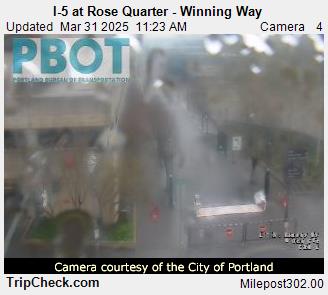 I-5 at Rose Quarter - Winning Way
Updated Mar 31 2025 11:23 AM Camera 4
PBOT
PORTLAND BUREAU OF TRANSPORTATION
Camera courtesy of the City of Portland
TripCheck.com
Milepost302.00